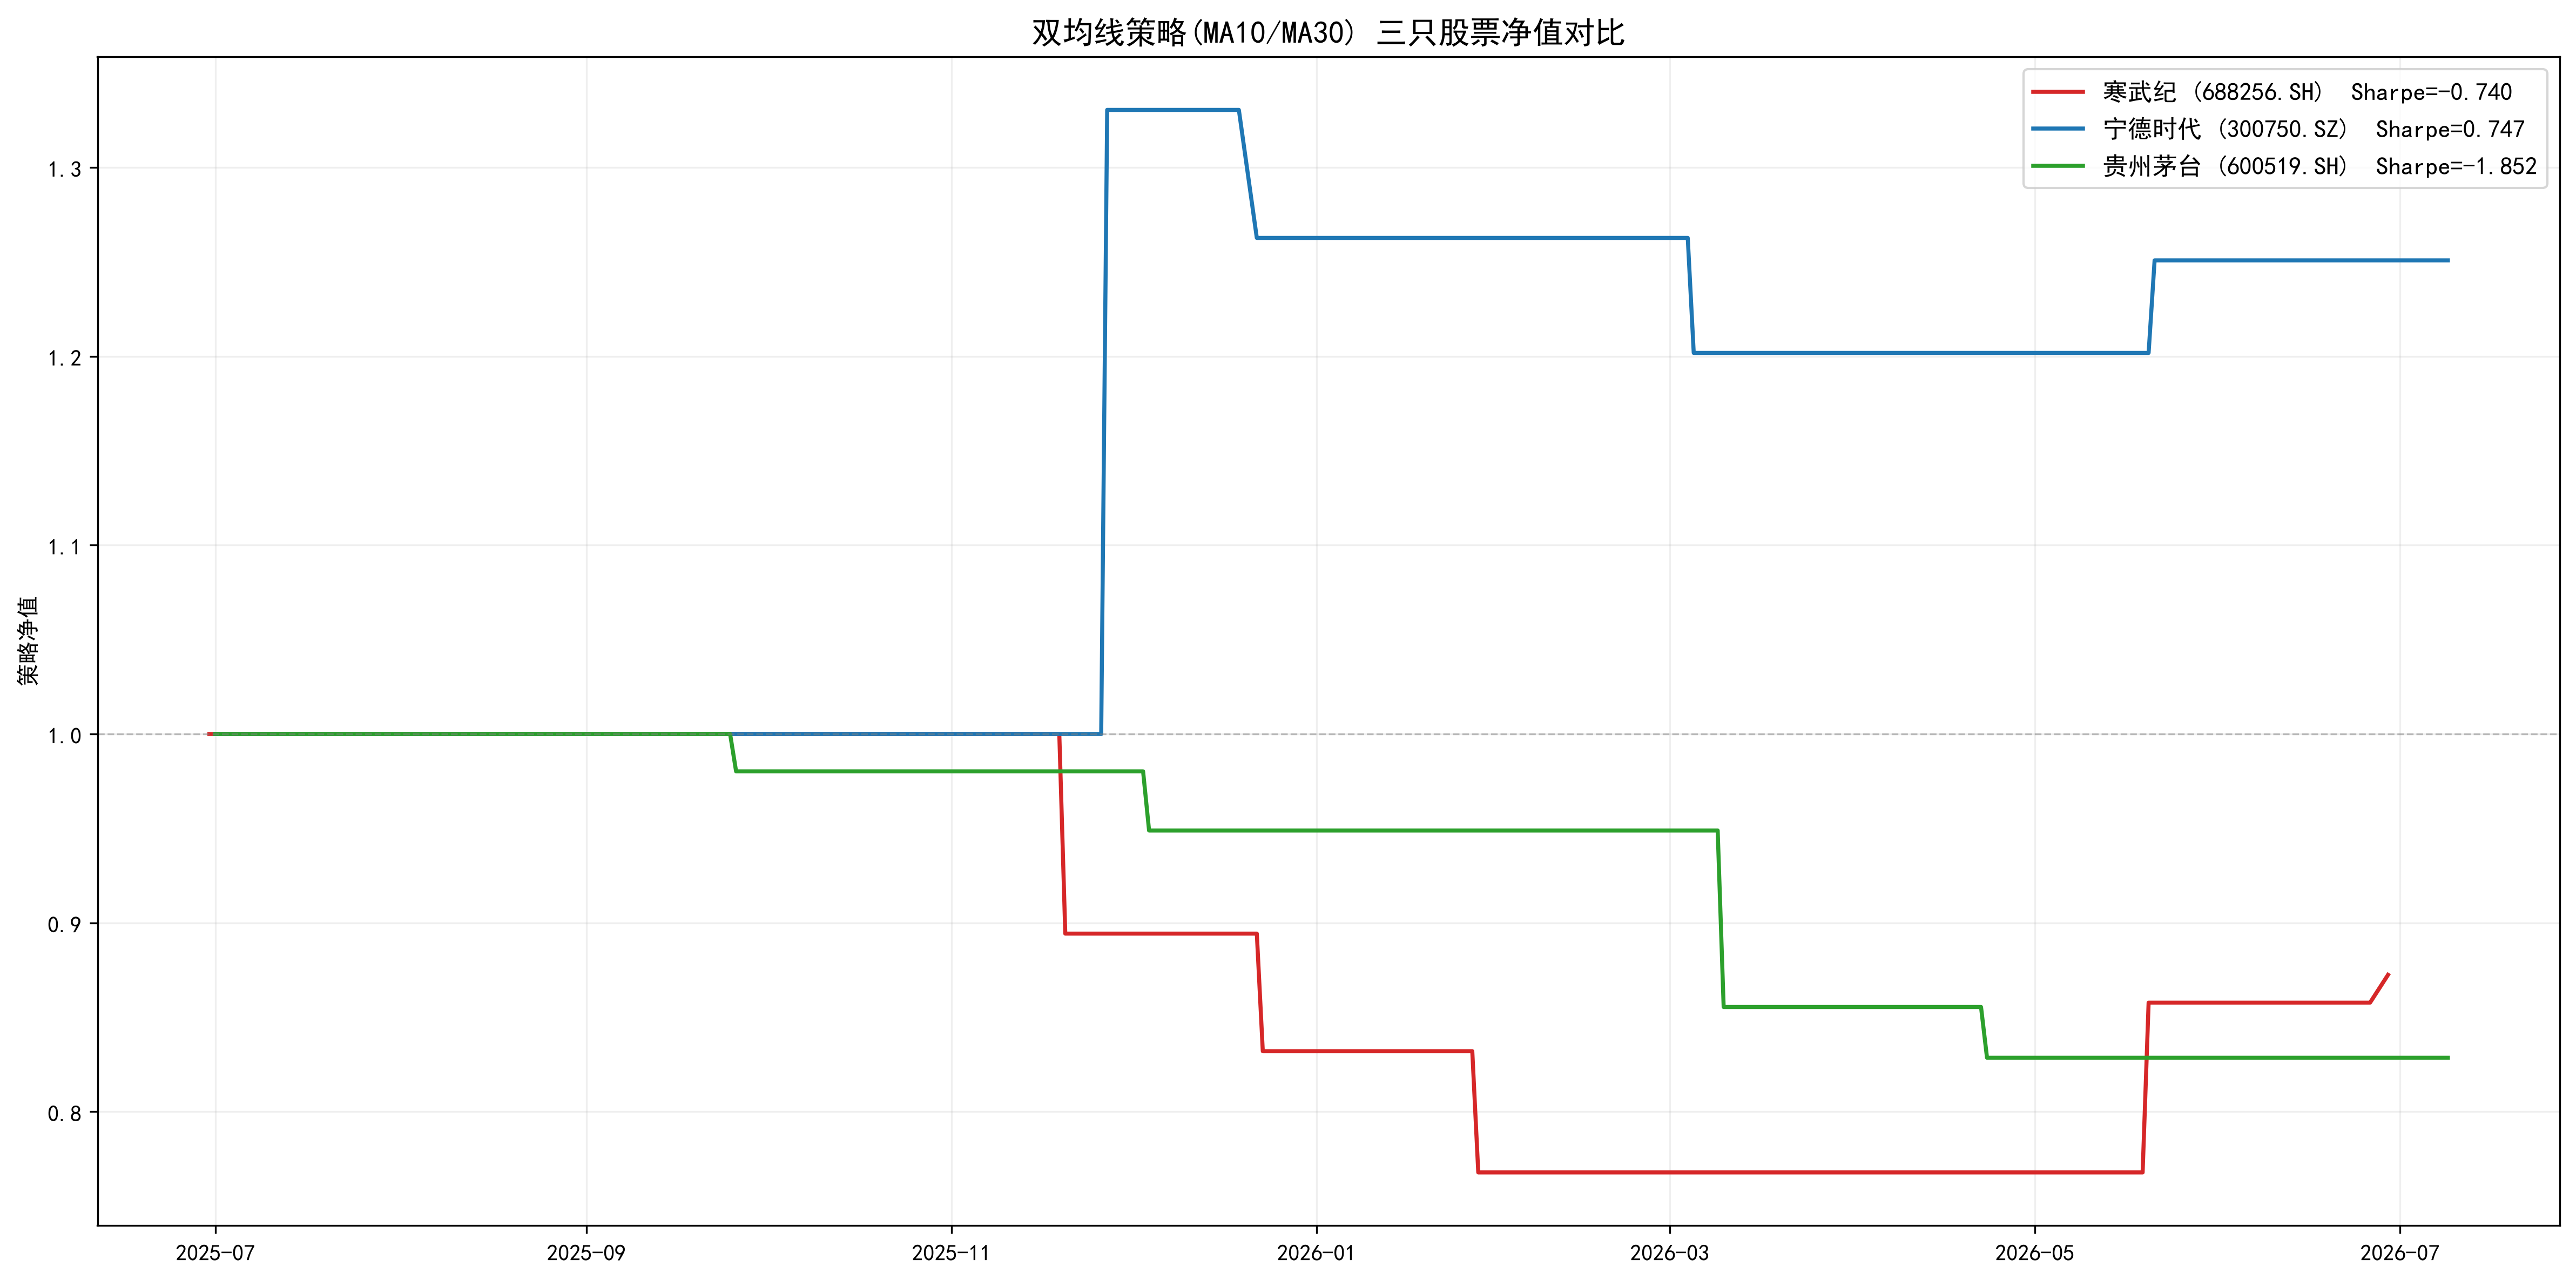 双均线策略(MA10/MA30) 三只股票净值对比
寒武纪 (688256.SH)  Sharpe=-0.740
宁德时代 (300750.SZ)  Sharpe=0.747
贵州茅台 (600519.SH)  Sharpe=-1.852
策略净值
1.3
1.2
1.1
1.0
0.9
0.8
2025-07
2025-09
2025-11
2026-01
2026-03
2026-05
2026-07